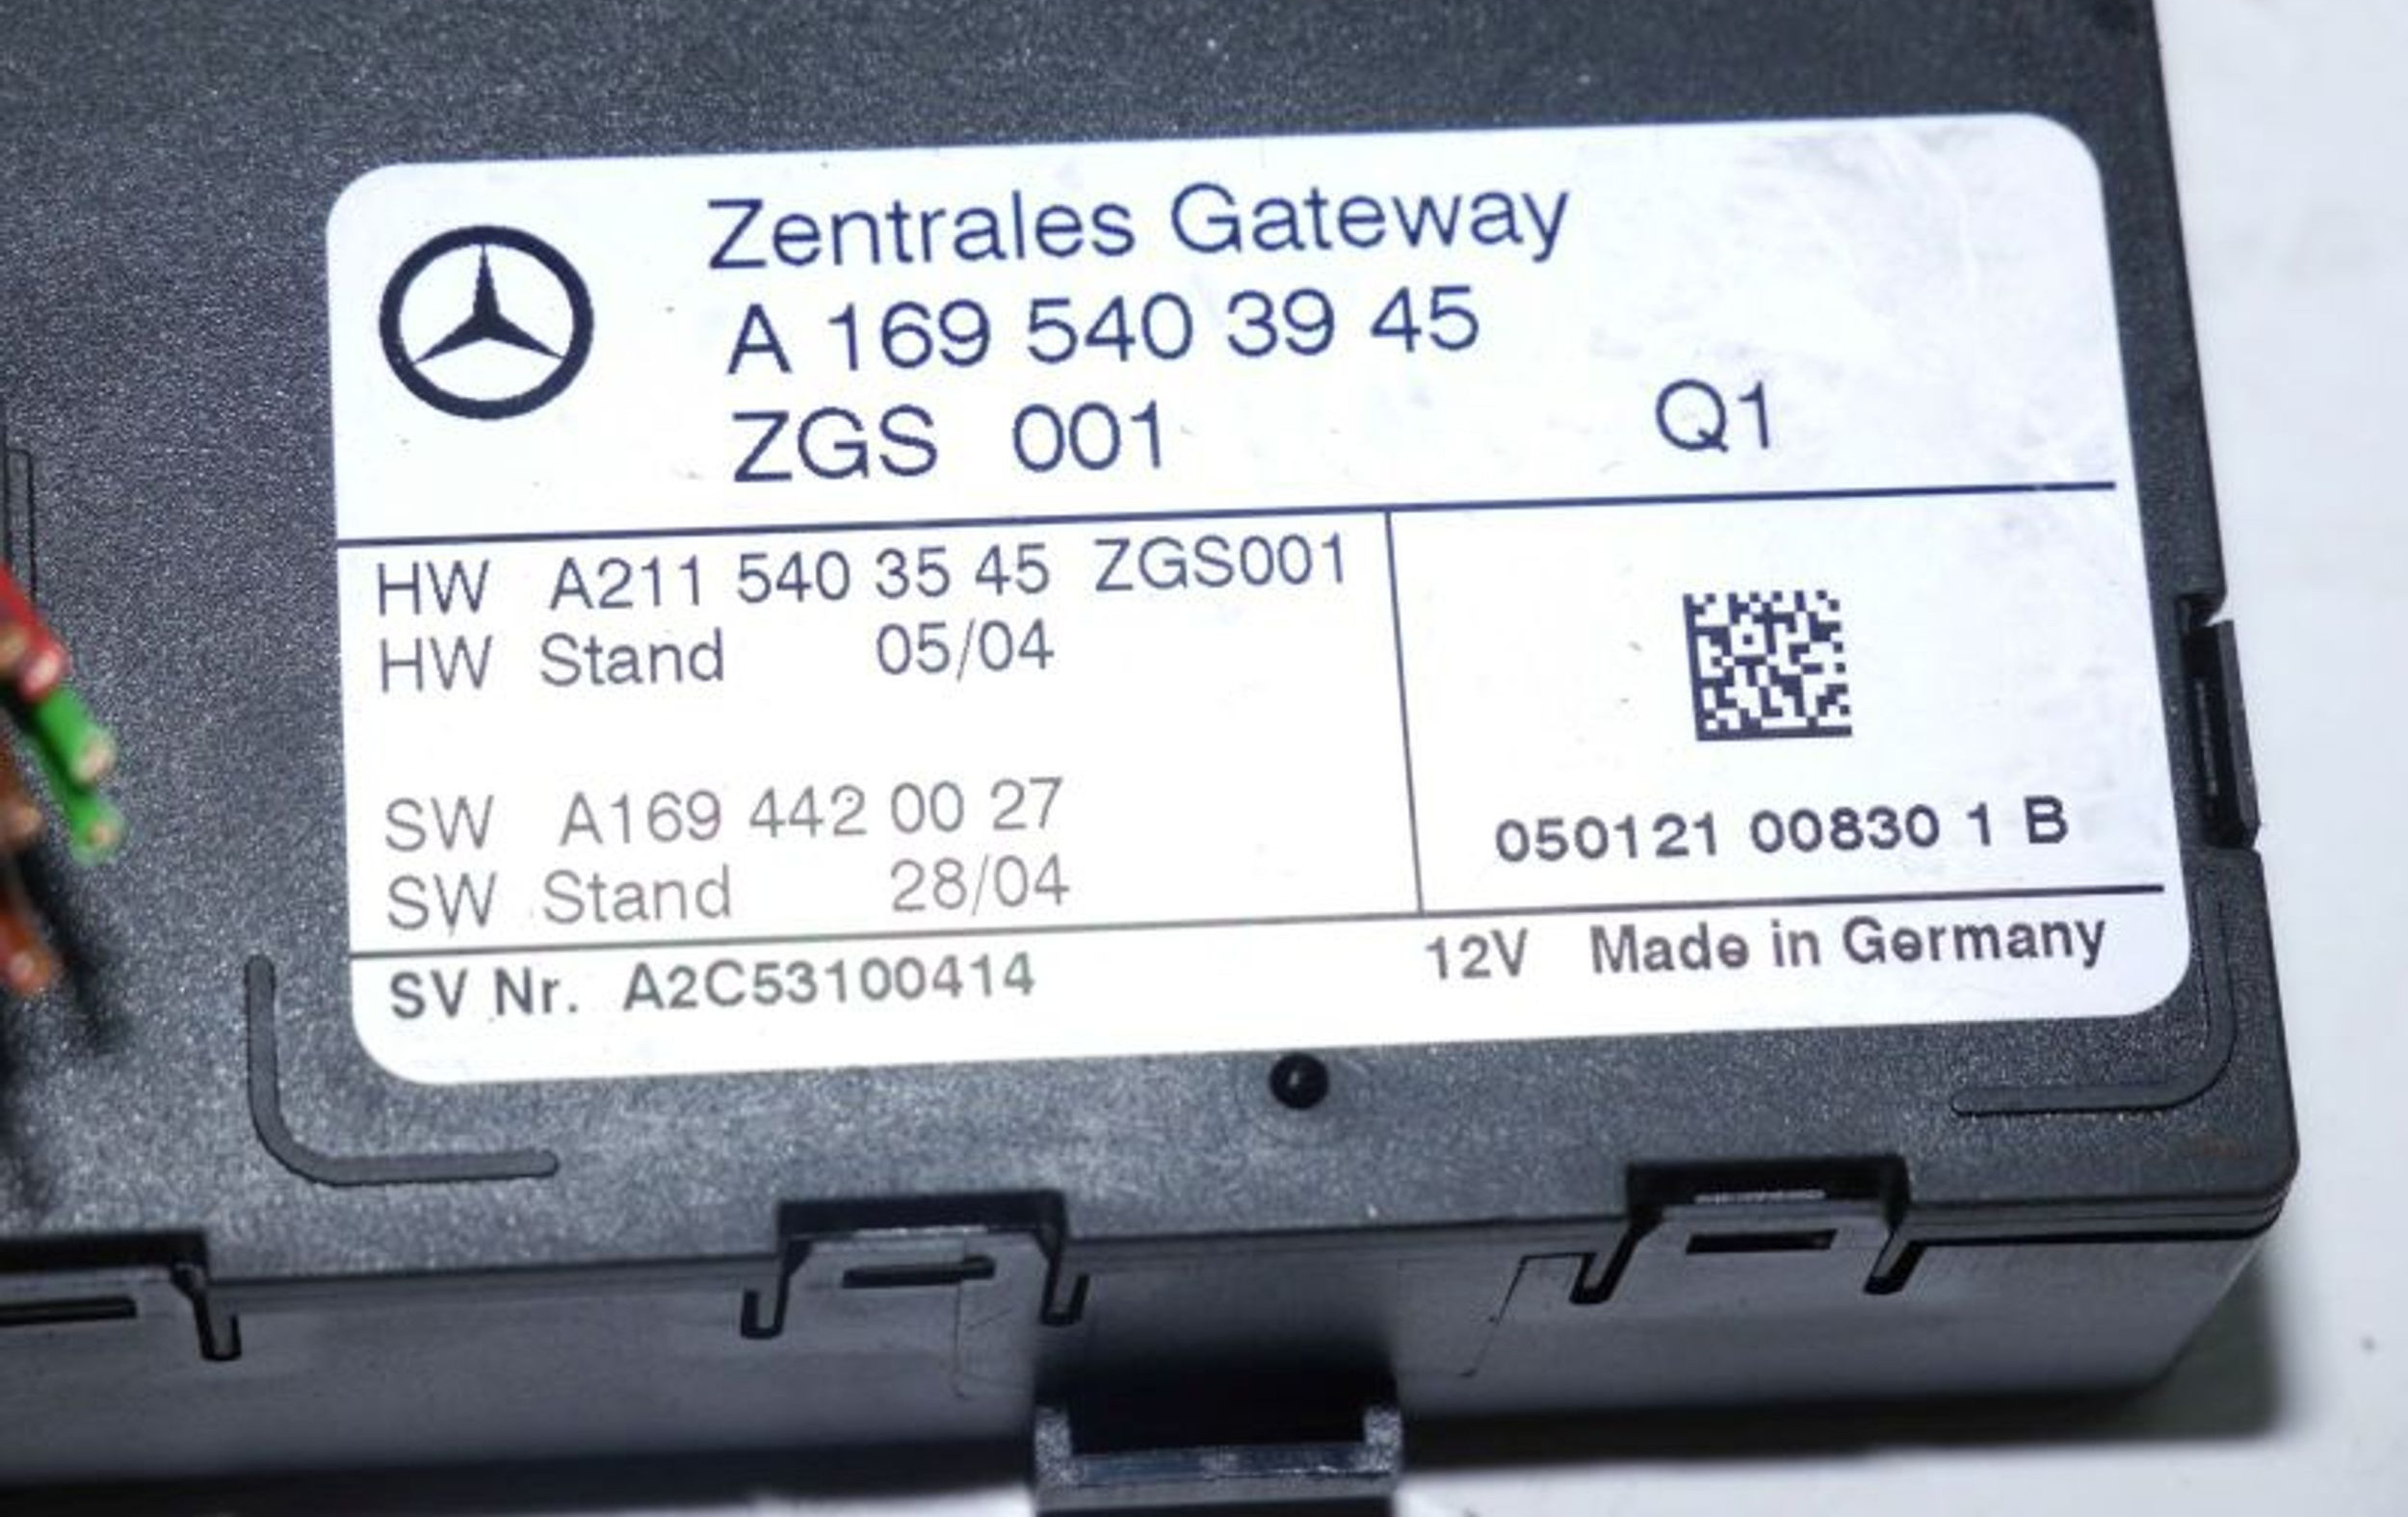 Zentrales Gateway
A 169 540 39 45
ZGS 001 Q1
HW A211 540 35 45 ZGS001
HW Stand 05/04
SW A169 442 00 27
SW Stand 28/04
050121 00830 1 B
SV Nr. A2C53100414
12V Made in Germany